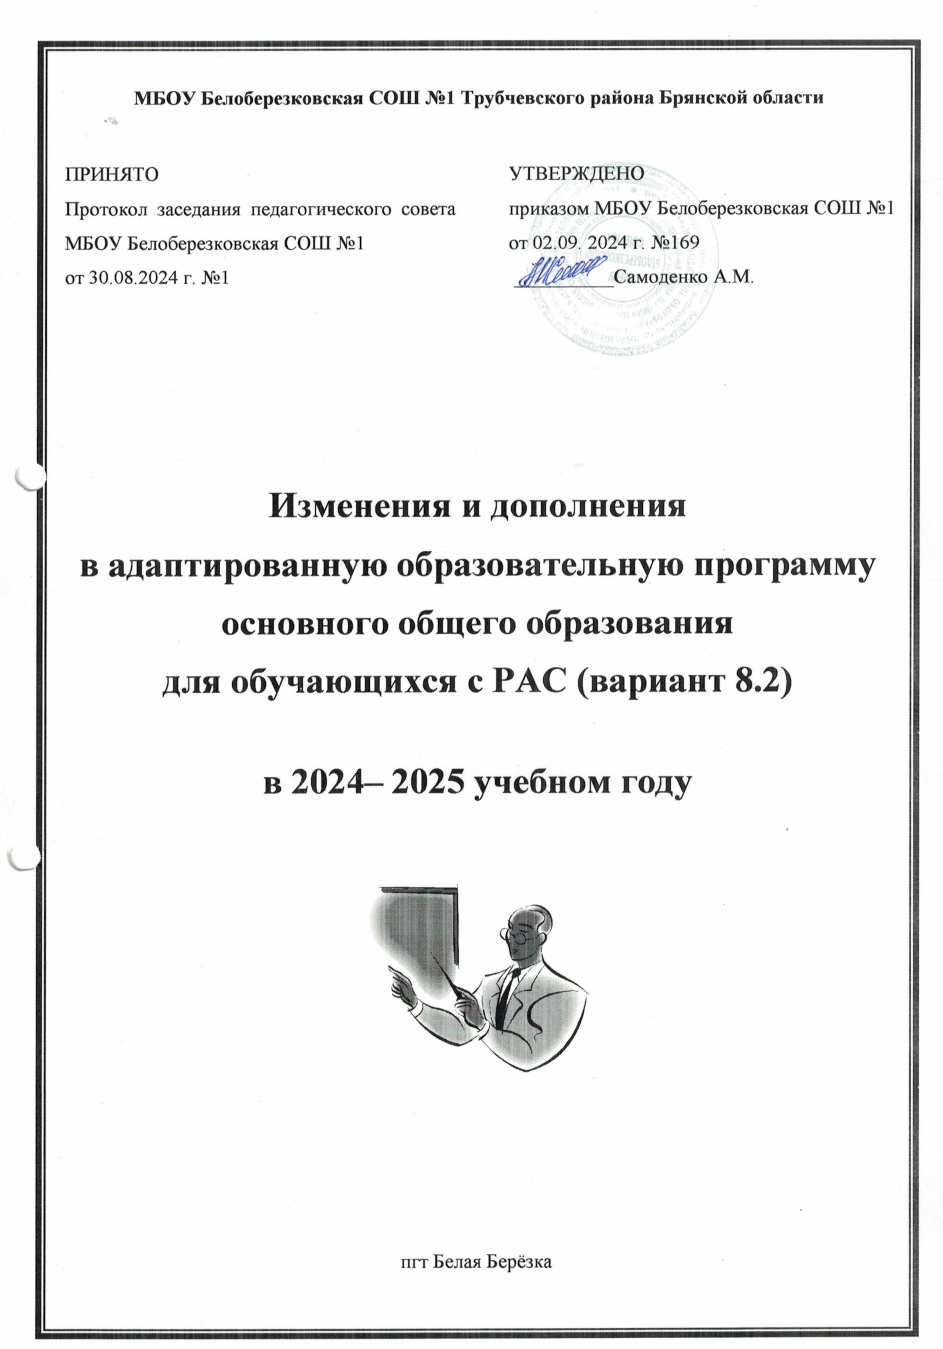 МБОУ Белоберезковская СОШ №1 Трубчевского района Брянской области
ПРИНЯТО
Протокол заседания педагогического совета
МБОУ Белоберезковская СОШ №1
от 30.08.2024 г. №1
УТВЕРЖДЕНО
приказом МБОУ Белоберезковская СОШ №1
от 02.09. 2024 г. №169
Самоденко А.М.
Изменения и дополнения
в адаптированную образовательную программу
основного общего образования
для обучающихся с РАС (вариант 8.2)
в 2024– 2025 учебном году
пгт Белая Берёзка